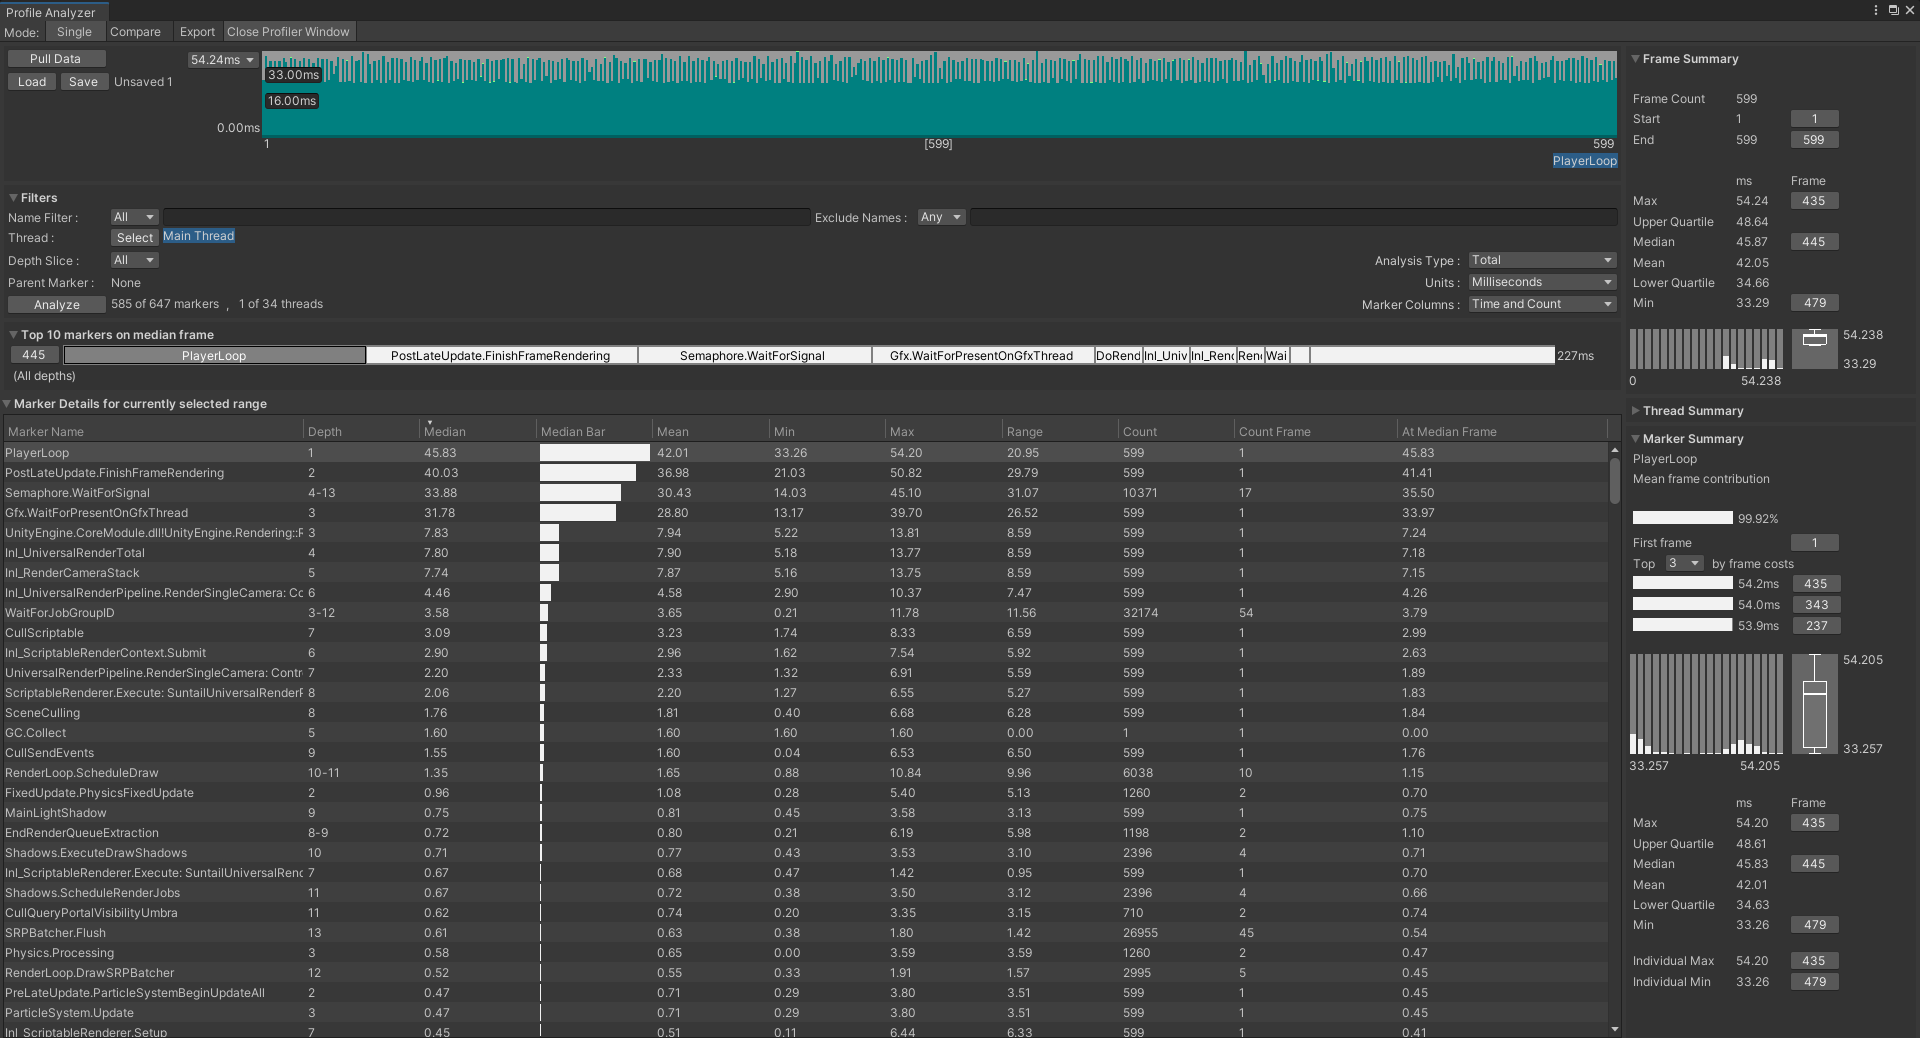 Profile Analyzer
Mode: Single Compare Export Close Profiler Window
Pull Data
Load Save Unsaved 1
54.24ms
33.00ms
16.00ms
0.00ms
1 [599] 599
PlayerLoop
Filters
Name Filter : All Exclude Names : Any
Thread : Select Main Thread
Depth Slice : All Analysis Type : Total
Parent Marker : None Units : Milliseconds
Analyze 585 of 647 markers , 1 of 34 threads Marker Columns : Time and Count
Top 10 markers on median frame
445 PlayerLoop PostLateUpdate.FinishFrameRendering Semaphore.WaitForSignal Gfx.WaitForPresentOnGfxThread DoRend Inl_Univ Inl_Ren Ren Wai 227ms
(All depths)
Marker Details for currently selected range
Marker Name Depth Median Median Bar Mean Min Max Range Count Count Frame At Median Frame
PlayerLoop 1 45.83 42.01 33.26 54.20 20.95 599 1 45.83
PostLateUpdate.FinishFrameRendering 2 40.03 36.98 21.03 50.82 29.79 599 1 41.41
Semaphore.WaitForSignal 4-13 33.88 30.43 14.03 45.10 31.07 10371 17 35.50
Gfx.WaitForPresentOnGfxThread 3 31.78 28.80 13.17 39.70 26.52 599 1 33.97
UnityEngine.CoreModule.dll!UnityEngine.Rendering::F 3 7.83 7.94 5.22 13.81 8.59 599 1 7.24
Inl_UniversalRenderTotal 4 7.80 7.90 5.18 13.77 8.59 599 1 7.18
Inl_RenderCameraStack 5 7.74 7.87 5.16 13.75 8.59 599 1 7.15
Inl_UniversalRenderPipeline.RenderSingleCamera: Cc 6 4.46 4.58 2.90 10.37 7.47 599 1 4.26
WaitForJobGroupID 3-12 3.58 3.65 0.21 11.78 11.56 32174 54 3.79
CullScriptable 7 3.09 3.23 1.74 8.33 6.59 599 1 2.99
Inl_ScriptableRenderContext.Submit 6 2.90 2.96 1.62 7.54 5.92 599 1 2.63
UniversalRenderPipeline.RenderSingleCamera: Contr 7 2.20 2.33 1.32 6.91 5.59 599 1 1.89
ScriptableRenderer.Execute: SuntailUniversalRenderF 8 2.06 2.20 1.27 6.55 5.27 599 1 1.83
SceneCulling 8 1.76 1.81 0.40 6.68 6.28 599 1 1.84
GC.Collect 5 1.60 1.60 1.60 1.60 0.00 1 1 0.00
CullSendEvents 9 1.55 1.60 0.04 6.53 6.50 599 1 1.76
RenderLoop.ScheduleDraw 10-11 1.35 1.65 0.88 10.84 9.96 6038 10 1.15
FixedUpdate.PhysicsFixedUpdate 2 0.96 1.08 0.28 5.40 5.13 1260 2 0.70
MainLightShadow 9 0.75 0.81 0.45 3.58 3.13 599 1 0.75
EndRenderQueueExtraction 8-9 0.72 0.80 0.21 6.19 5.98 1198 2 1.10
Shadows.ExecuteDrawShadows 10 0.71 0.77 0.43 3.53 3.10 2396 4 0.71
Inl_ScriptableRenderer.Execute: SuntailUniversalRenc 7 0.67 0.68 0.47 1.42 0.95 599 1 0.70
Shadows.ScheduleRenderJobs 11 0.67 0.72 0.38 3.50 3.12 2396 4 0.66
CullQueryPortalVisibilityUmbra 11 0.62 0.74 0.20 3.35 3.15 710 2 0.74
SRPBatcher.Flush 13 0.61 0.63 0.38 1.80 1.42 26955 45 0.54
Physics.Processing 3 0.58 0.65 0.00 3.59 3.59 1260 2 0.47
RenderLoop.DrawSRPBatcher 12 0.52 0.55 0.33 1.91 1.57 2995 5 0.45
PreLateUpdate.ParticleSystemBeginUpdateAll 2 0.47 0.71 0.29 3.80 3.51 599 1 0.45
ParticleSystem.Update 3 0.47 0.71 0.29 3.80 3.51 599 1 0.45
Inl_ScriptableRenderer.Setup 7 0.45 0.51 0.11 6.44 6.33 599 1 0.41
Frame Summary
Frame Count 599
Start 1 1
End 599 599
ms Frame
Max 54.24 435
Upper Quartile 48.64
Median 45.87 445
Mean 42.05
Lower Quartile 34.66
Min 33.29 479
54.238
33.29
0 54.238
Thread Summary
Marker Summary
PlayerLoop
Mean frame contribution
99.92%
First frame 1
Top 3 by frame costs
54.2ms 435
54.0ms 343
53.9ms 237
54.205
33.257
33.257 54.205
ms Frame
Max 54.20 435
Upper Quartile 48.61
Median 45.83 445
Mean 42.01
Lower Quartile 34.63
Min 33.26 479
Individual Max 54.20 435
Individual Min 33.26 479